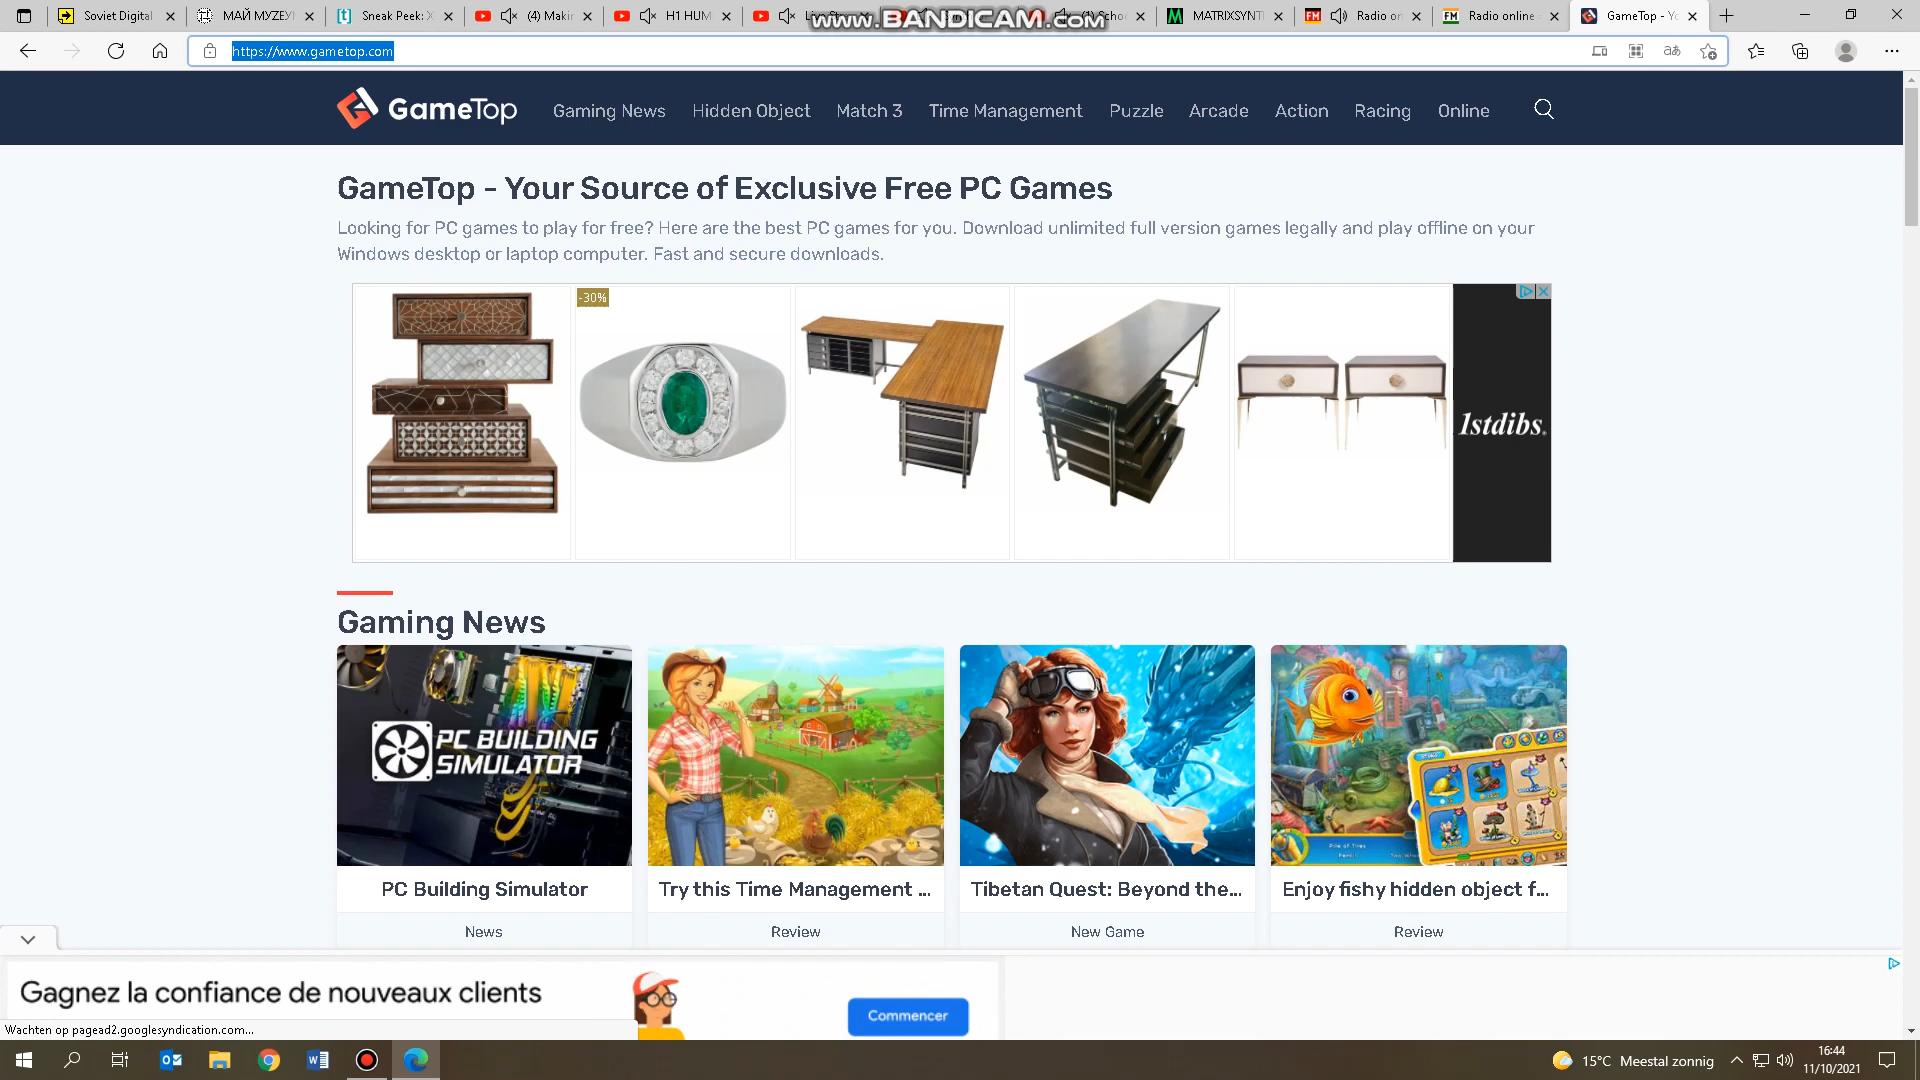 Soviet Digital
МАЙ МУZЕУ
Sneak Peek: X
(4) Makin
H1 HUM
www.BANDICAM.com
(1) Schoo
MATRIXSYNT
Radio on
Radio online
GameTop - Yo
https://www.gametop.com
GameTop
Gaming News
Hidden Object
Match 3
Time Management
Puzzle
Arcade
Action
Racing
Online
GameTop - Your Source of Exclusive Free PC Games
Looking for PC games to play for free? Here are the best PC games for you. Download unlimited full version games legally and play offline on your
Windows desktop or laptop computer. Fast and secure downloads.
-30%
1stdibs.
Gaming News
PC BUILDING
SIMULATOR
PC Building Simulator
Try this Time Management ...
Tibetan Quest: Beyond the...
Enjoy fishy hidden object f...
News
Review
New Game
Review
Gagnez la confiance de nouveaux clients
Commencer
Wachten op pagead2.googlesyndication.com...
15°C Meestal zonnig
16:44
11/10/2021